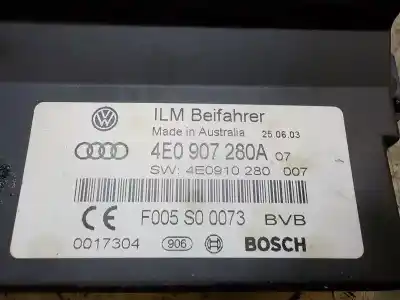 ILM Beifahrer
Made in Australia 25.06.03
4E0 907 280A 07
SW: 4E0910 280 007
CE F005 S0 0073 BVB
0017304 906 BOSCH